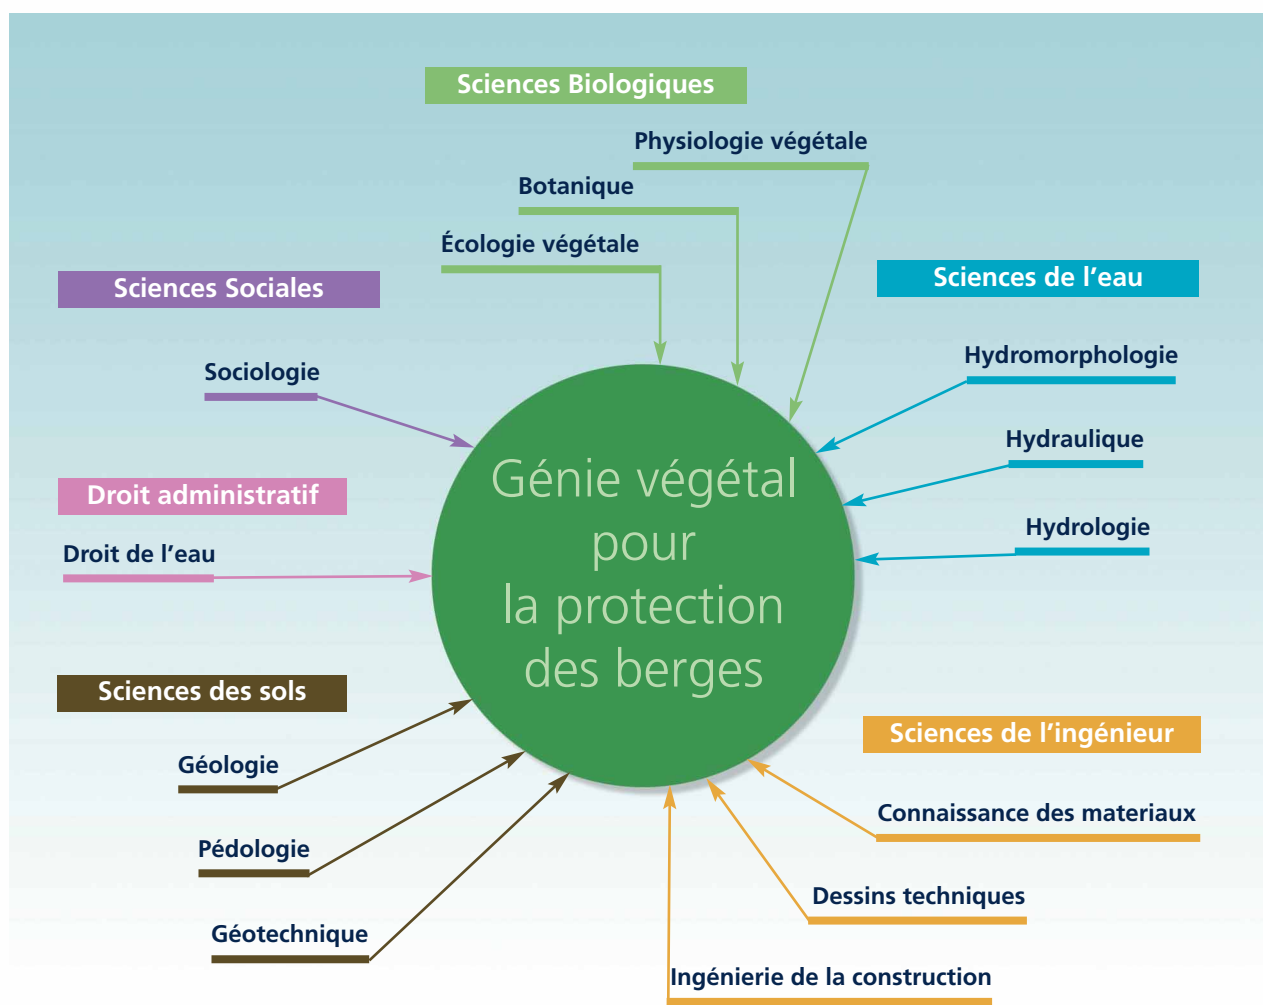 Sciences Biologiques
Physiologie végétale
Botanique
Écologie végétale
Sciences Sociales
Sociologie
Sciences de l’eau
Hydromorphologie
Hydraulique
Hydrologie
Droit administratif
Droit de l’eau
Génie végétal
pour
la protection
des berges
Sciences des sols
Géologie
Pédologie
Géotechnique
Sciences de l’ingénieur
Connaissance des materiaux
Dessins techniques
Ingénierie de la construction